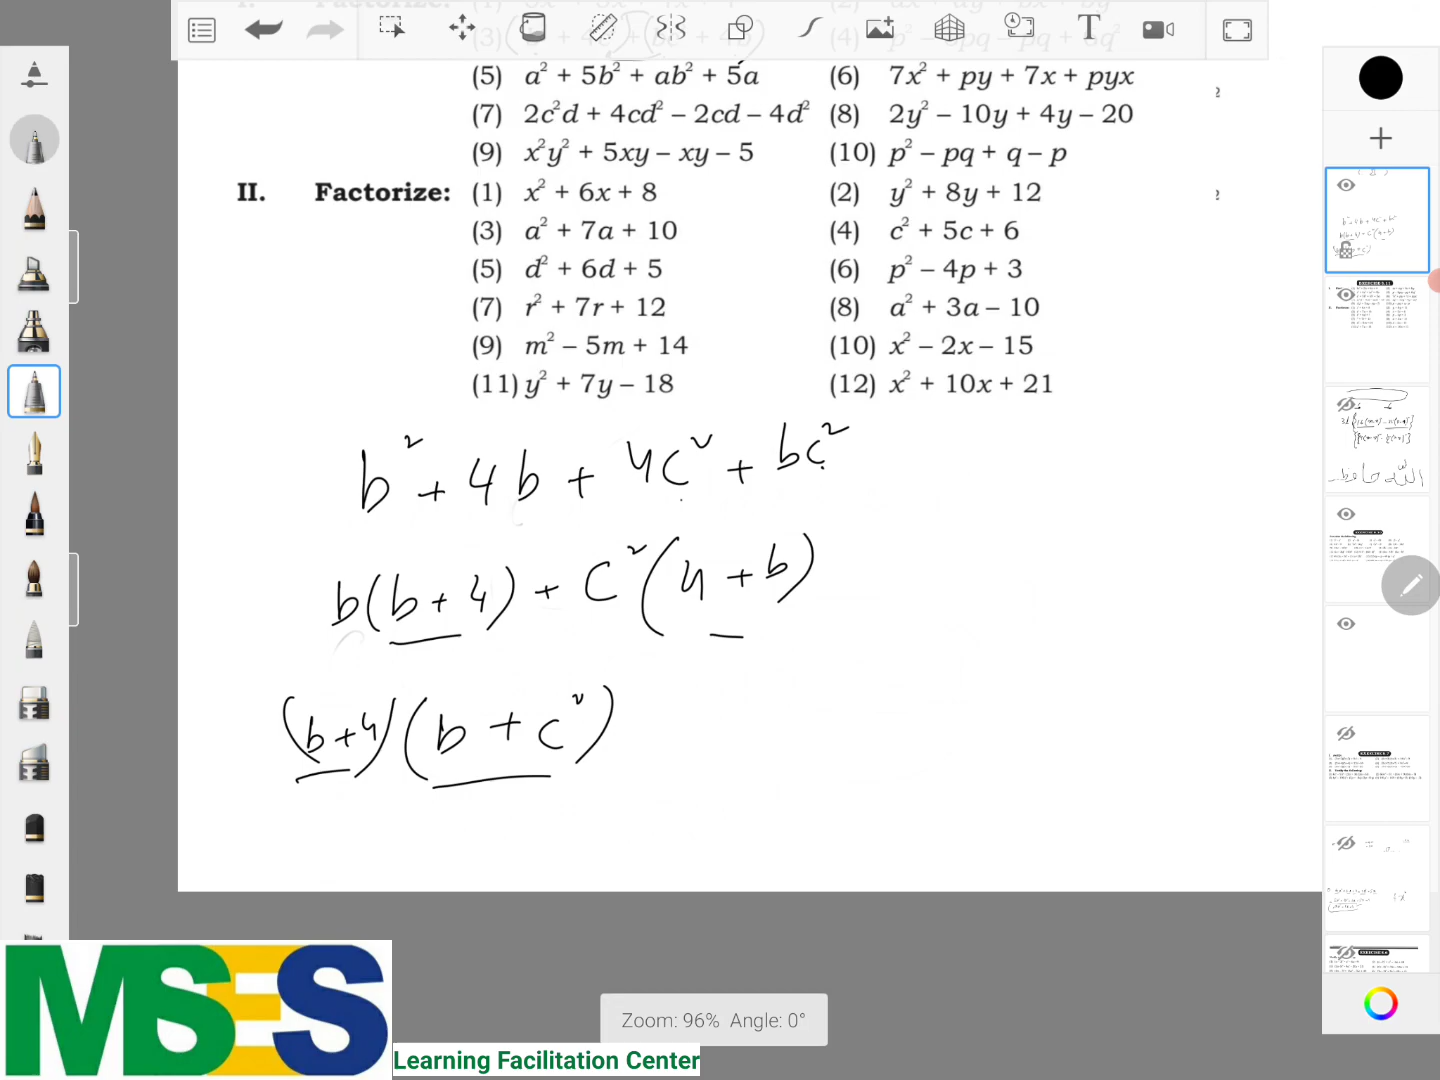 (5) a² + 5b² + ab² + 5a (6) 7x² + py + 7x + pyx
(7) 2c²d + 4cd² – 2cd – 4d² (8) 2y² – 10y + 4y – 20
(9) x²y² + 5xy – xy – 5 (10) p² – pq + q – p
II. Factorize: (1) x² + 6x + 8 (2) y² + 8y + 12
(3) a² + 7a + 10 (4) c² + 5c + 6
(5) d² + 6d + 5 (6) p² – 4p + 3
(7) r² + 7r + 12 (8) a² + 3a – 10
(9) m² – 5m + 14 (10) x² – 2x – 15
(11) y² + 7y – 18 (12) x² + 10x + 21
b² + 4b + 4c² + bc²
b(b + 4) + c²(4 + b)
(b+4)(b + c²)
Zoom: 96% Angle: 0°
MSES
Learning Facilitation Center